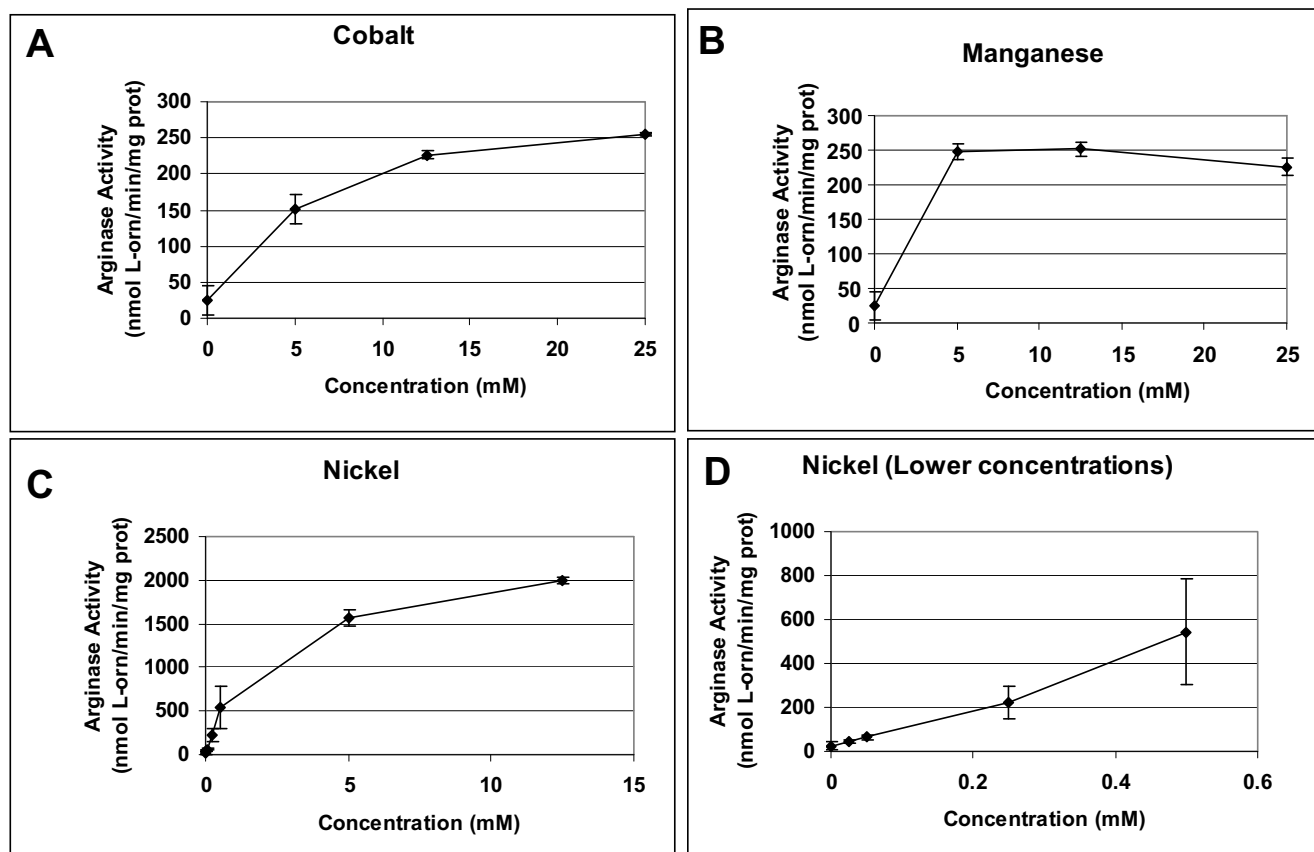 A
Cobalt
Arginase Activity
(nmol L-orn/min/mg prot)
300
250
200
150
100
50
0
0 5 10 15 20 25
Concentration (mM)
B
Manganese
Arginase Activity
(nmol L-orn/min/mg prot)
300
250
200
150
100
50
0
0 5 10 15 20 25
Concentration (mM)
C
Nickel
Arginase Activity
(nmol L-orn/min/mg prot)
2500
2000
1500
1000
500
0
0 5 10 15
Concentration (mM)
D
Nickel (Lower concentrations)
Arginase Activity
(nmol L-orn/min/mg prot)
1000
800
600
400
200
0
0 0.2 0.4 0.6
Concentration (mM)